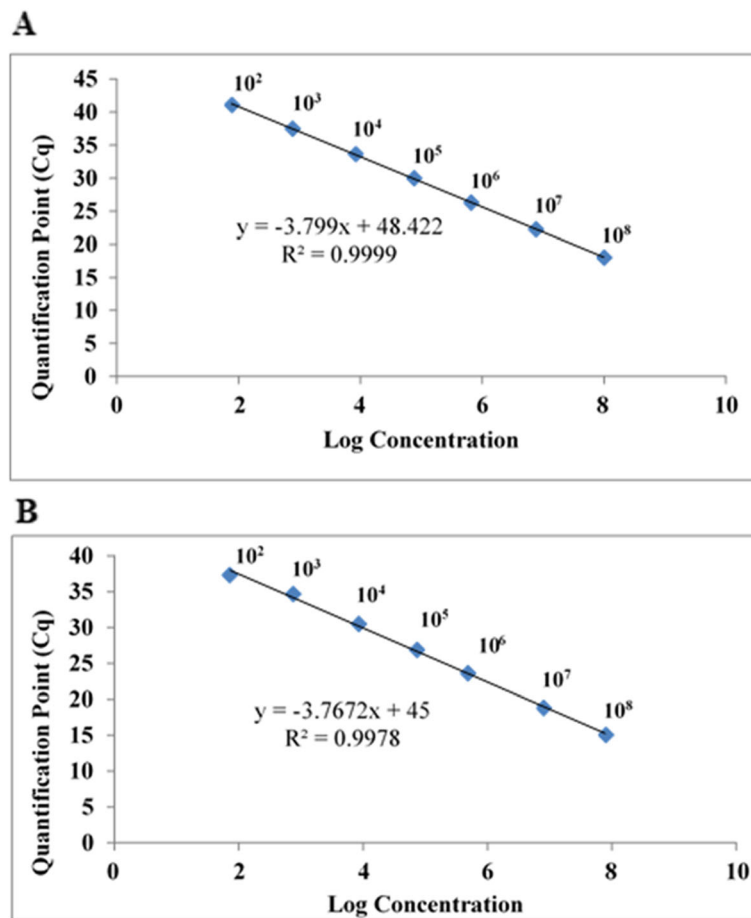 A
45
40
35
30
25
20
15
10
5
0
Quantification Point (Cq)
10²
10³
10⁴
10⁵
10⁶
10⁷
10⁸
y = -3.799x + 48.422
R² = 0.9999
0 2 4 6 8 10
Log Concentration
B
40
35
30
25
20
15
10
5
0
Quantification Point (Cq)
10²
10³
10⁴
10⁵
10⁶
10⁷
10⁸
y = -3.7672x + 45
R² = 0.9978
0 2 4 6 8 10
Log Concentration